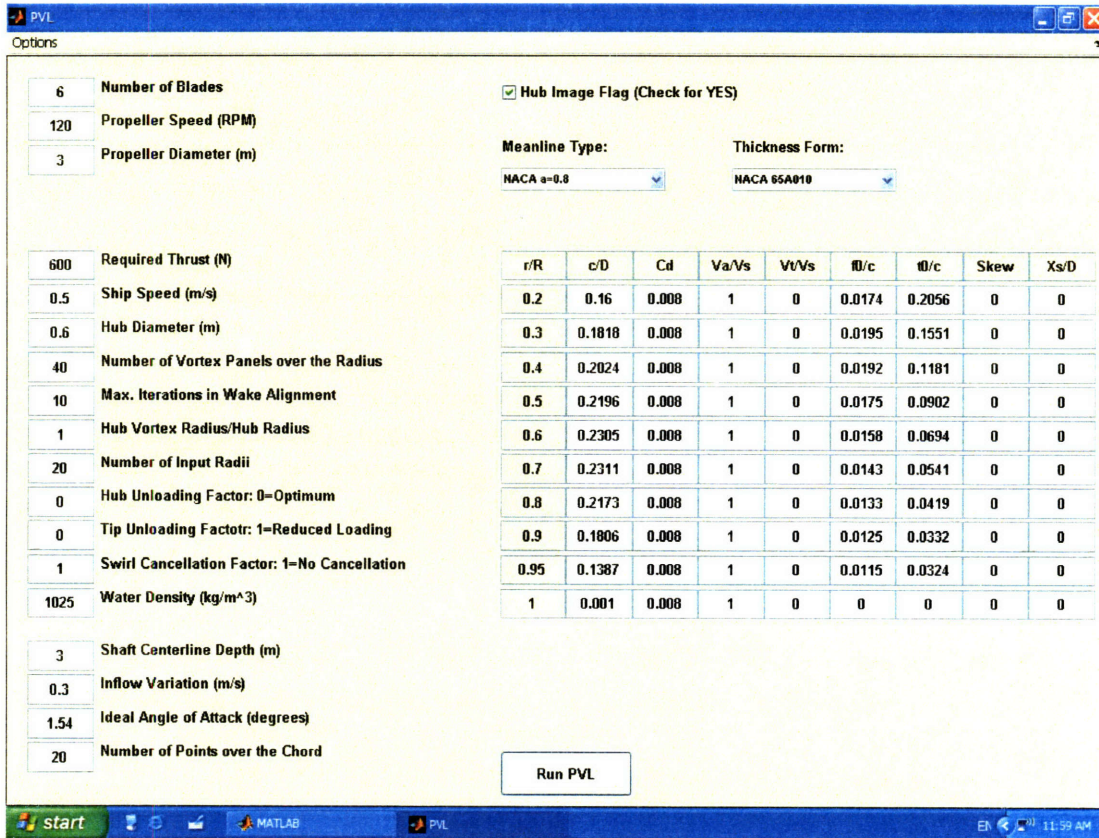 PVL
Options
6 Number of Blades
120 Propeller Speed (RPM)
3 Propeller Diameter (m)
Hub Image Flag (Check for YES)
Meanline Type: Thickness Form:
NACA a=0.8 NACA 65A010
600 Required Thrust (N)
0.5 Ship Speed (m/s)
0.6 Hub Diameter (m)
40 Number of Vortex Panels over the Radius
10 Max. Iterations in Wake Alignment
1 Hub Vortex Radius/Hub Radius
20 Number of Input Radii
0 Hub Unloading Factor: 0=Optimum
0 Tip Unloading Factotr: 1=Reduced Loading
1 Swirl Cancellation Factor: 1=No Cancellation
1025 Water Density (kg/m^3)
3 Shaft Centerline Depth (m)
0.3 Inflow Variation (m/s)
1.54 Ideal Angle of Attack (degrees)
20 Number of Points over the Chord
r/R c/D Cd Va/Vs Vt/Vs f0/c t0/c Skew Xs/D
0.2 0.16 0.008 1 0 0.0174 0.2056 0 0
0.3 0.1818 0.008 1 0 0.0195 0.1551 0 0
0.4 0.2024 0.008 1 0 0.0192 0.1181 0 0
0.5 0.2196 0.008 1 0 0.0175 0.0902 0 0
0.6 0.2305 0.008 1 0 0.0158 0.0694 0 0
0.7 0.2311 0.008 1 0 0.0143 0.0541 0 0
0.8 0.2173 0.008 1 0 0.0133 0.0419 0 0
0.9 0.1806 0.008 1 0 0.0125 0.0332 0 0
0.95 0.1387 0.008 1 0 0.0115 0.0324 0 0
1 0.001 0.008 1 0 0 0 0 0
Run PVL
start MATLAB PVL EN 11:59 AM